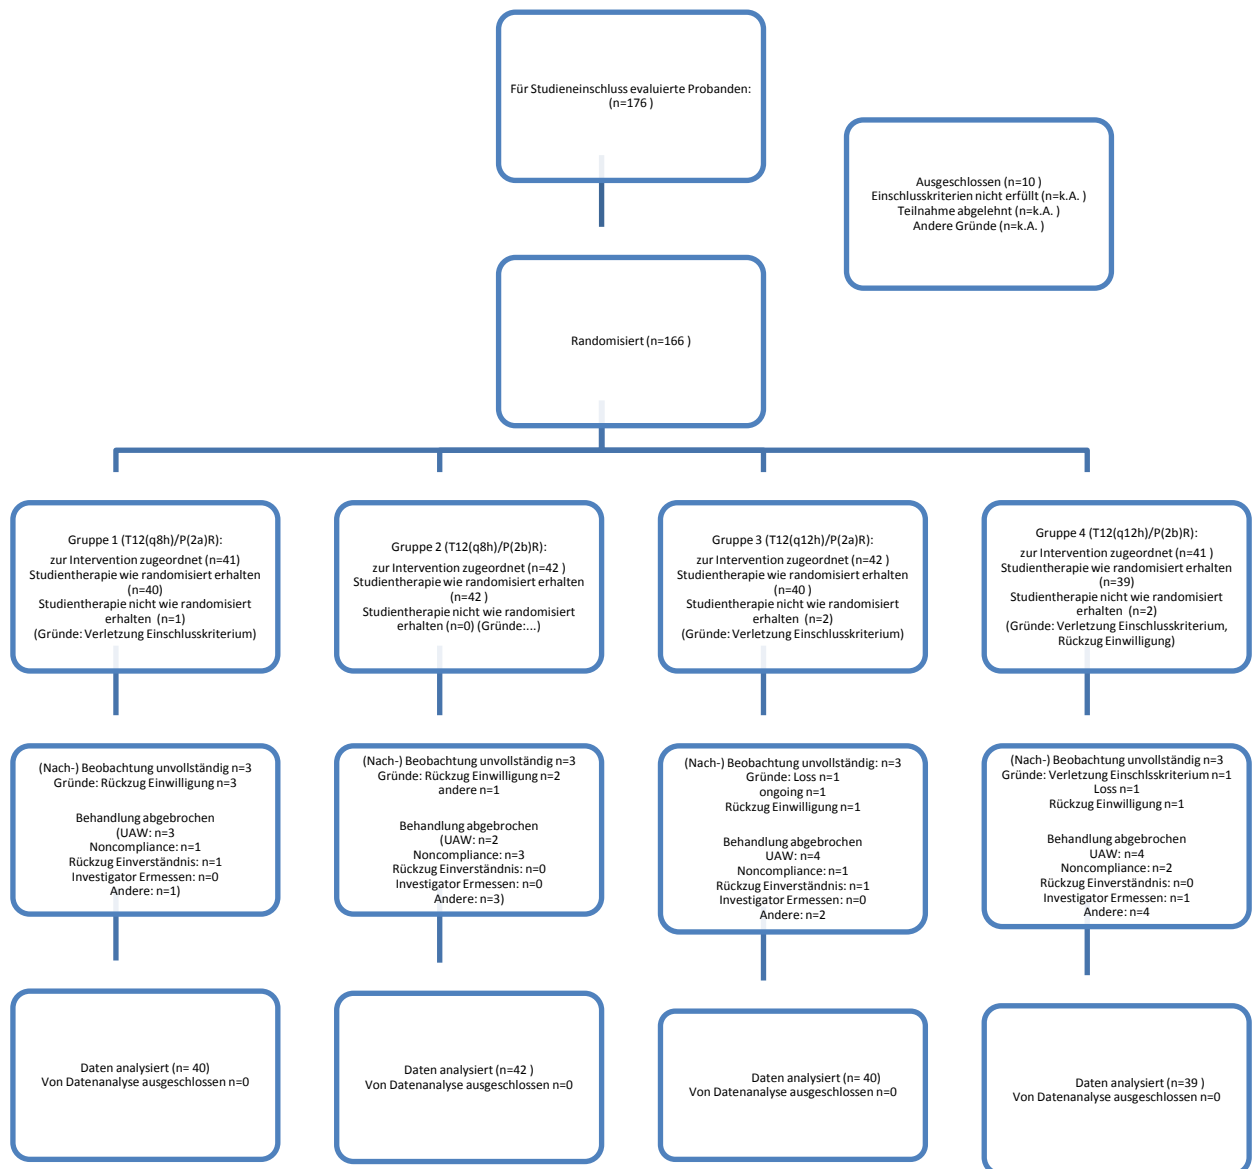 Für Studieneinschluss evaluierte Probanden:
(n=176 )
Ausgeschlossen (n=10 )
Einschlusskriterien nicht erfüllt (n=k.A. )
Teilnahme abgelehnt (n=k.A. )
Andere Gründe (n=k.A. )
Randomisiert (n=166 )
Gruppe 1 (T12(q8h)/P(2a)R):
zur Intervention zugeordnet (n=41)
Studientherapie wie randomisiert erhalten
(n=40)
Studientherapie nicht wie randomisiert
erhalten (n=1)
(Gründe: Verletzung Einschlusskriterium)
Gruppe 2 (T12(q8h)/P(2b)R):
zur Intervention zugeordnet (n=42 )
Studientherapie wie randomisiert erhalten
(n=42 )
Studientherapie nicht wie randomisiert
erhalten (n=0) (Gründe:...)
Gruppe 3 (T12(q12h)/P(2a)R):
zur Intervention zugeordnet (n=42 )
Studientherapie wie randomisiert erhalten
(n=40 )
Studientherapie nicht wie randomisiert
erhalten (n=2)
(Gründe: Verletzung Einschlusskriterium)
Gruppe 4 (T12(q12h)/P(2b)R):
zur Intervention zugeordnet (n=41 )
Studientherapie wie randomisiert erhalten
(n=39)
Studientherapie nicht wie randomisiert
erhalten (n=2)
(Gründe: Verletzung Einschlusskriterium,
Rückzug Einwilligung)
(Nach-) Beobachtung unvollständig n=3
Gründe: Rückzug Einwilligung n=3
Behandlung abgebrochen
(UAW: n=3
Noncompliance: n=1
Rückzug Einverständnis: n=1
Investigator Ermessen: n=0
Andere: n=1)
(Nach-) Beobachtung unvollständig n=3
Gründe: Rückzug Einwilligung n=2
andere n=1
Behandlung abgebrochen
(UAW: n=2
Noncompliance: n=3
Rückzug Einverständnis: n=0
Investigator Ermessen: n=0
Andere: n=3)
(Nach-) Beobachtung unvollständig: n=3
Gründe: Loss n=1
ongoing n=1
Rückzug Einwilligung n=1
Behandlung abgebrochen
UAW: n=4
Noncompliance: n=1
Rückzug Einverständnis: n=1
Investigator Ermessen: n=0
Andere: n=2
(Nach-) Beobachtung unvollständig n=3
Gründe: Verletzung Einschlsskriterium n=1
Loss n=1
Rückzug Einwilligung n=1
Behandlung abgebrochen
UAW: n=4
Noncompliance: n=2
Rückzug Einverständnis: n=0
Investigator Ermessen: n=1
Andere: n=4
Daten analysiert (n= 40)
Von Datenanalyse ausgeschlossen n=0
Daten analysiert (n=42 )
Von Datenanalyse ausgeschlossen n=0
Daten analysiert (n= 40)
Von Datenanalyse ausgeschlossen n=0
Daten analysiert (n=39 )
Von Datenanalyse ausgeschlossen n=0